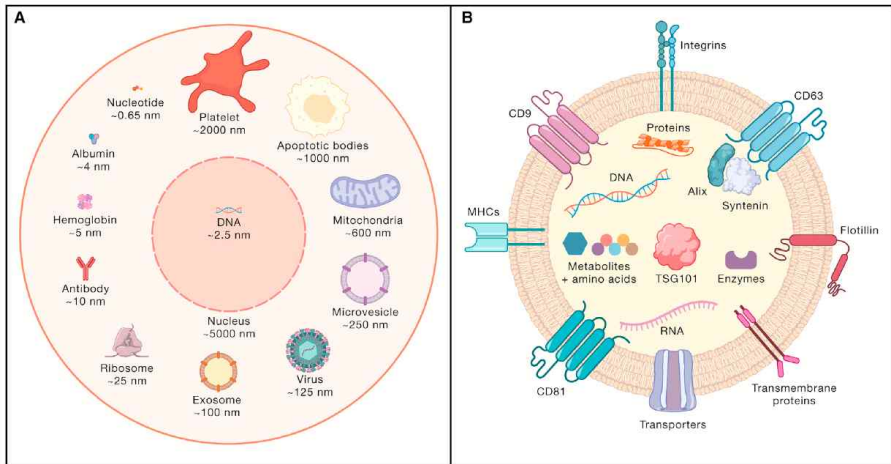 A
Nucleotide
~0.65 nm
Platelet
~2000 nm
Apoptotic bodies
~1000 nm
Albumin
~4 nm
Hemoglobin
~5 nm
DNA
~2.5 nm
Mitochondria
~600 nm
Antibody
~10 nm
Microvesicle
~250 nm
Nucleus
~5000 nm
Ribosome
~25 nm
Exosome
~100 nm
Virus
~125 nm
B
Integrins
CD9
CD63
Proteins
DNA
Alix
Syntenin
MHCs
Flotillin
Metabolites
+ amino acids
TSG101
Enzymes
RNA
CD81
Transporters
Transmembrane
proteins